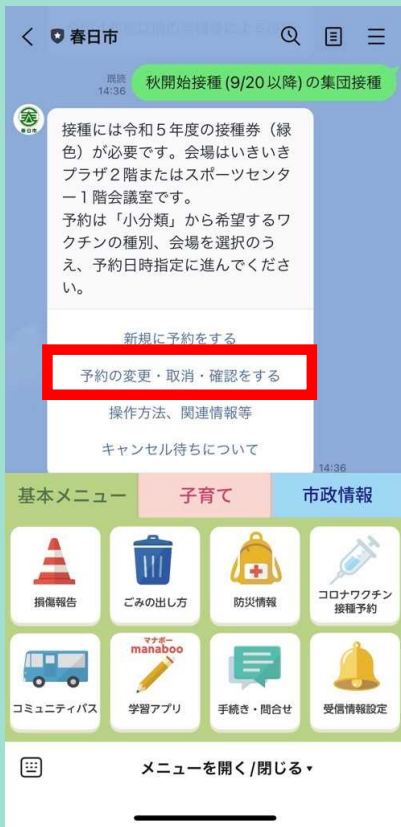 春日市
既読
14:36
秋開始接種 (9/20 以降) の集団接種
春日市
接種には令和５年度の接種券（緑
色）が必要です。会場はいきいき
プラザ２階またはスポーツセンタ
ー１階会議室です。
予約は「小分類」から希望するワ
クチンの種別、会場を選択のう
え、予約日時指定に進んでくださ
い。
新規に予約をする
予約の変更・取消・確認をする
操作方法、関連情報等
キャンセル待ちについて
14:36
基本メニュー 子育て 市政情報
損傷報告 ごみの出し方 防災情報 コロナワクチン
接種予約
マナボー
manaboo
コミュニティバス 学習アプリ 手続き・問合せ 受信情報設定
メニューを開く/閉じる▾